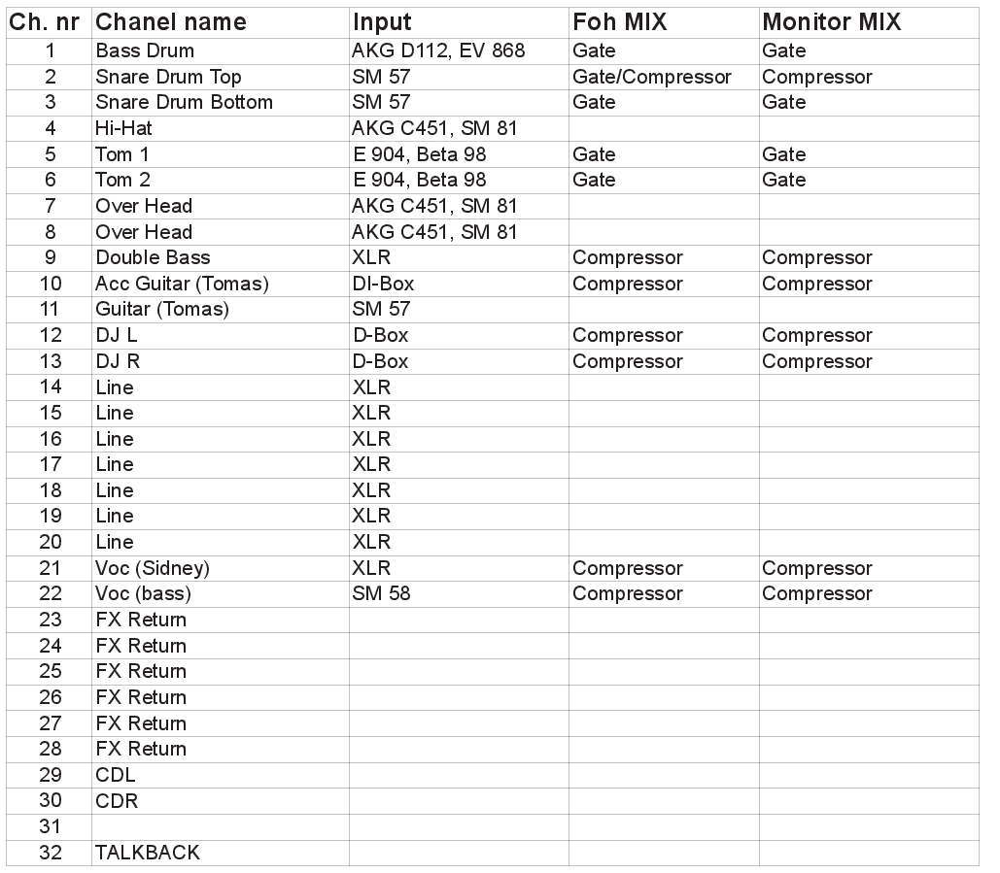 Ch. nr Chanel name Input Foh MIX Monitor MIX
1 Bass Drum AKG D112, EV 868 Gate Gate
2 Snare Drum Top SM 57 Gate/Compressor Compressor
3 Snare Drum Bottom SM 57 Gate Gate
4 Hi-Hat AKG C451, SM 81
5 Tom 1 E 904, Beta 98 Gate Gate
6 Tom 2 E 904, Beta 98 Gate Gate
7 Over Head AKG C451, SM 81
8 Over Head AKG C451, SM 81
9 Double Bass XLR Compressor Compressor
10 Acc Guitar (Tomas) DI-Box Compressor Compressor
11 Guitar (Tomas) SM 57
12 DJ L D-Box Compressor Compressor
13 DJ R D-Box Compressor Compressor
14 Line XLR
15 Line XLR
16 Line XLR
17 Line XLR
18 Line XLR
19 Line XLR
20 Line XLR
21 Voc (Sidney) XLR Compressor Compressor
22 Voc (bass) SM 58 Compressor Compressor
23 FX Return
24 FX Return
25 FX Return
26 FX Return
27 FX Return
28 FX Return
29 CDL
30 CDR
31
32 TALKBACK